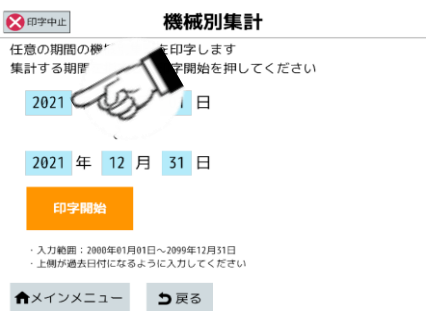 印字中止
機械別集計
任意の期間の機 を印字します
集計する期間 字開始を押してください
2021 1 日
2021 年 12 月 31 日
印字開始
・入力範囲：2000年01月01日～2099年12月31日
・上側が過去日付になるように入力してください
メインメニュー 戻る